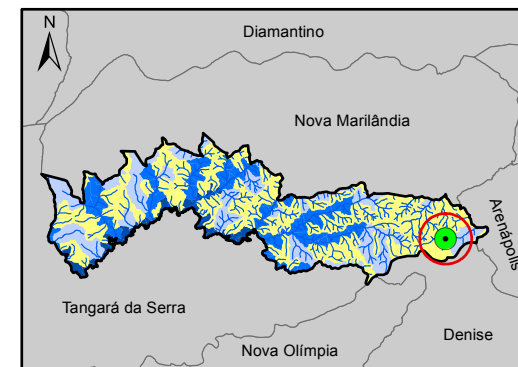 N
Diamantino
Nova Marilândia
Arenápolis
Tangará da Serra
Denise
Nova Olímpia